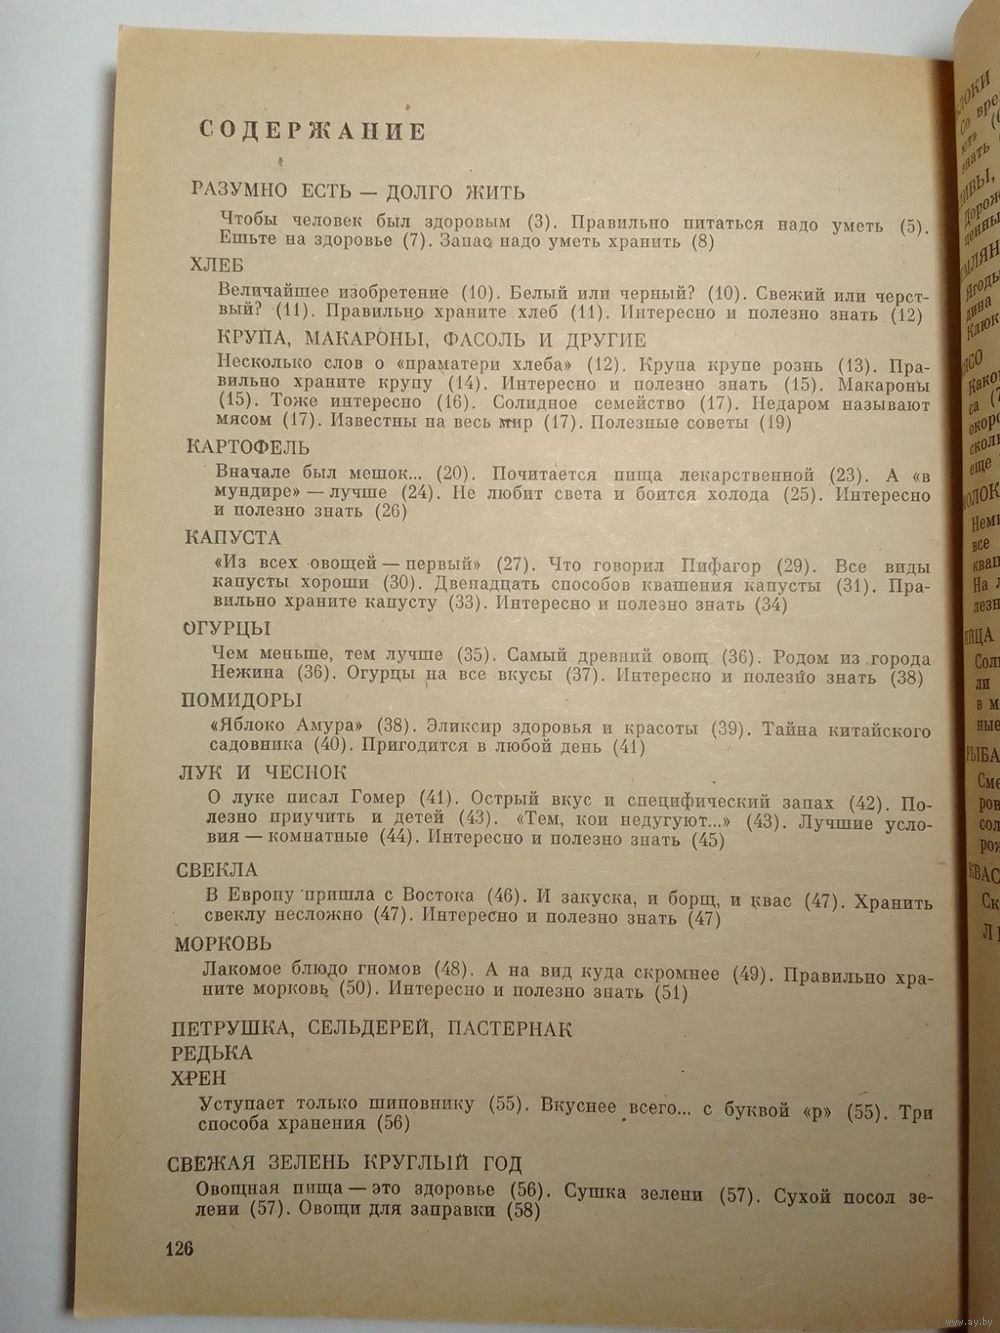 СОДЕРЖАНИЕ
РАЗУМНО ЕСТЬ — ДОЛГО ЖИТЬ
Чтобы человек был здоровым (3). Правильно питаться надо уметь (5).
Ешьте на здоровье (7). Запас надо уметь хранить (8)
ХЛЕБ
Величайшее изобретение (10). Белый или черный? (10). Свежий или черст-
вый? (11). Правильно храните хлеб (11). Интересно и полезно знать (12)
КРУПА, МАКАРОНЫ, ФАСОЛЬ И ДРУГИЕ
Несколько слов о «праматери хлеба» (12). Крупа крупе рознь (13). Пра-
вильно храните крупу (14). Интересно и полезно знать (15). Макароны
(15). Тоже интересно (16). Солидное семейство (17). Недаром называют
мясом (17). Известны на весь мир (17). Полезные советы (19)
КАРТОФЕЛЬ
Вначале был мешок... (20). Почитается пища лекарственной (23). А «в
мундире» — лучше (24). Не любит света и боится холода (25). Интересно
и полезно знать (26)
КАПУСТА
«Из всех овощей — первый» (27). Что говорил Пифагор (29). Все виды
капусты хороши (30). Двенадцать способов квашения капусты (31). Пра-
вильно храните капусту (33). Интересно и полезно знать (34)
ОГУРЦЫ
Чем меньше, тем лучше (35). Самый древний овощ (36). Родом из города
Нежина (36). Огурцы на все вкусы (37). Интересно и полезно знать (38)
ПОМИДОРЫ
«Яблоко Амура» (38). Эликсир здоровья и красоты (39). Тайна китайского
садовника (40). Пригодится в любой день (41)
ЛУК И ЧЕСНОК
О луке писал Гомер (41). Острый вкус и специфический запах (42). По-
лезно приучить и детей (43). «Тем, кои недугуют...» (43). Лучшие усло-
вия — комнатные (44). Интересно и полезно знать (45)
СВЕКЛА
В Европу пришла с Востока (46). И закуска, и борщ, и квас (47). Хранить
свеклу несложно (47). Интересно и полезно знать (47)
МОРКОВЬ
Лакомое блюдо гномов (48). А на вид куда скромнее (49). Правильно хра-
ните морковь (50). Интересно и полезно знать (51)
ПЕТРУШКА, СЕЛЬДЕРЕЙ, ПАСТЕРНАК
РЕДЬКА
ХРЕН
Уступает только шиповнику (55). Вкуснее всего... с буквой «р» (55). Три
способа хранения (56)
СВЕЖАЯ ЗЕЛЕНЬ КРУГЛЫЙ ГОД
Овощная пища — это здоровье (56). Сушка зелени (57). Сухой посол зе-
лени (57). Овощи для заправки (58)
126
www.ay.by